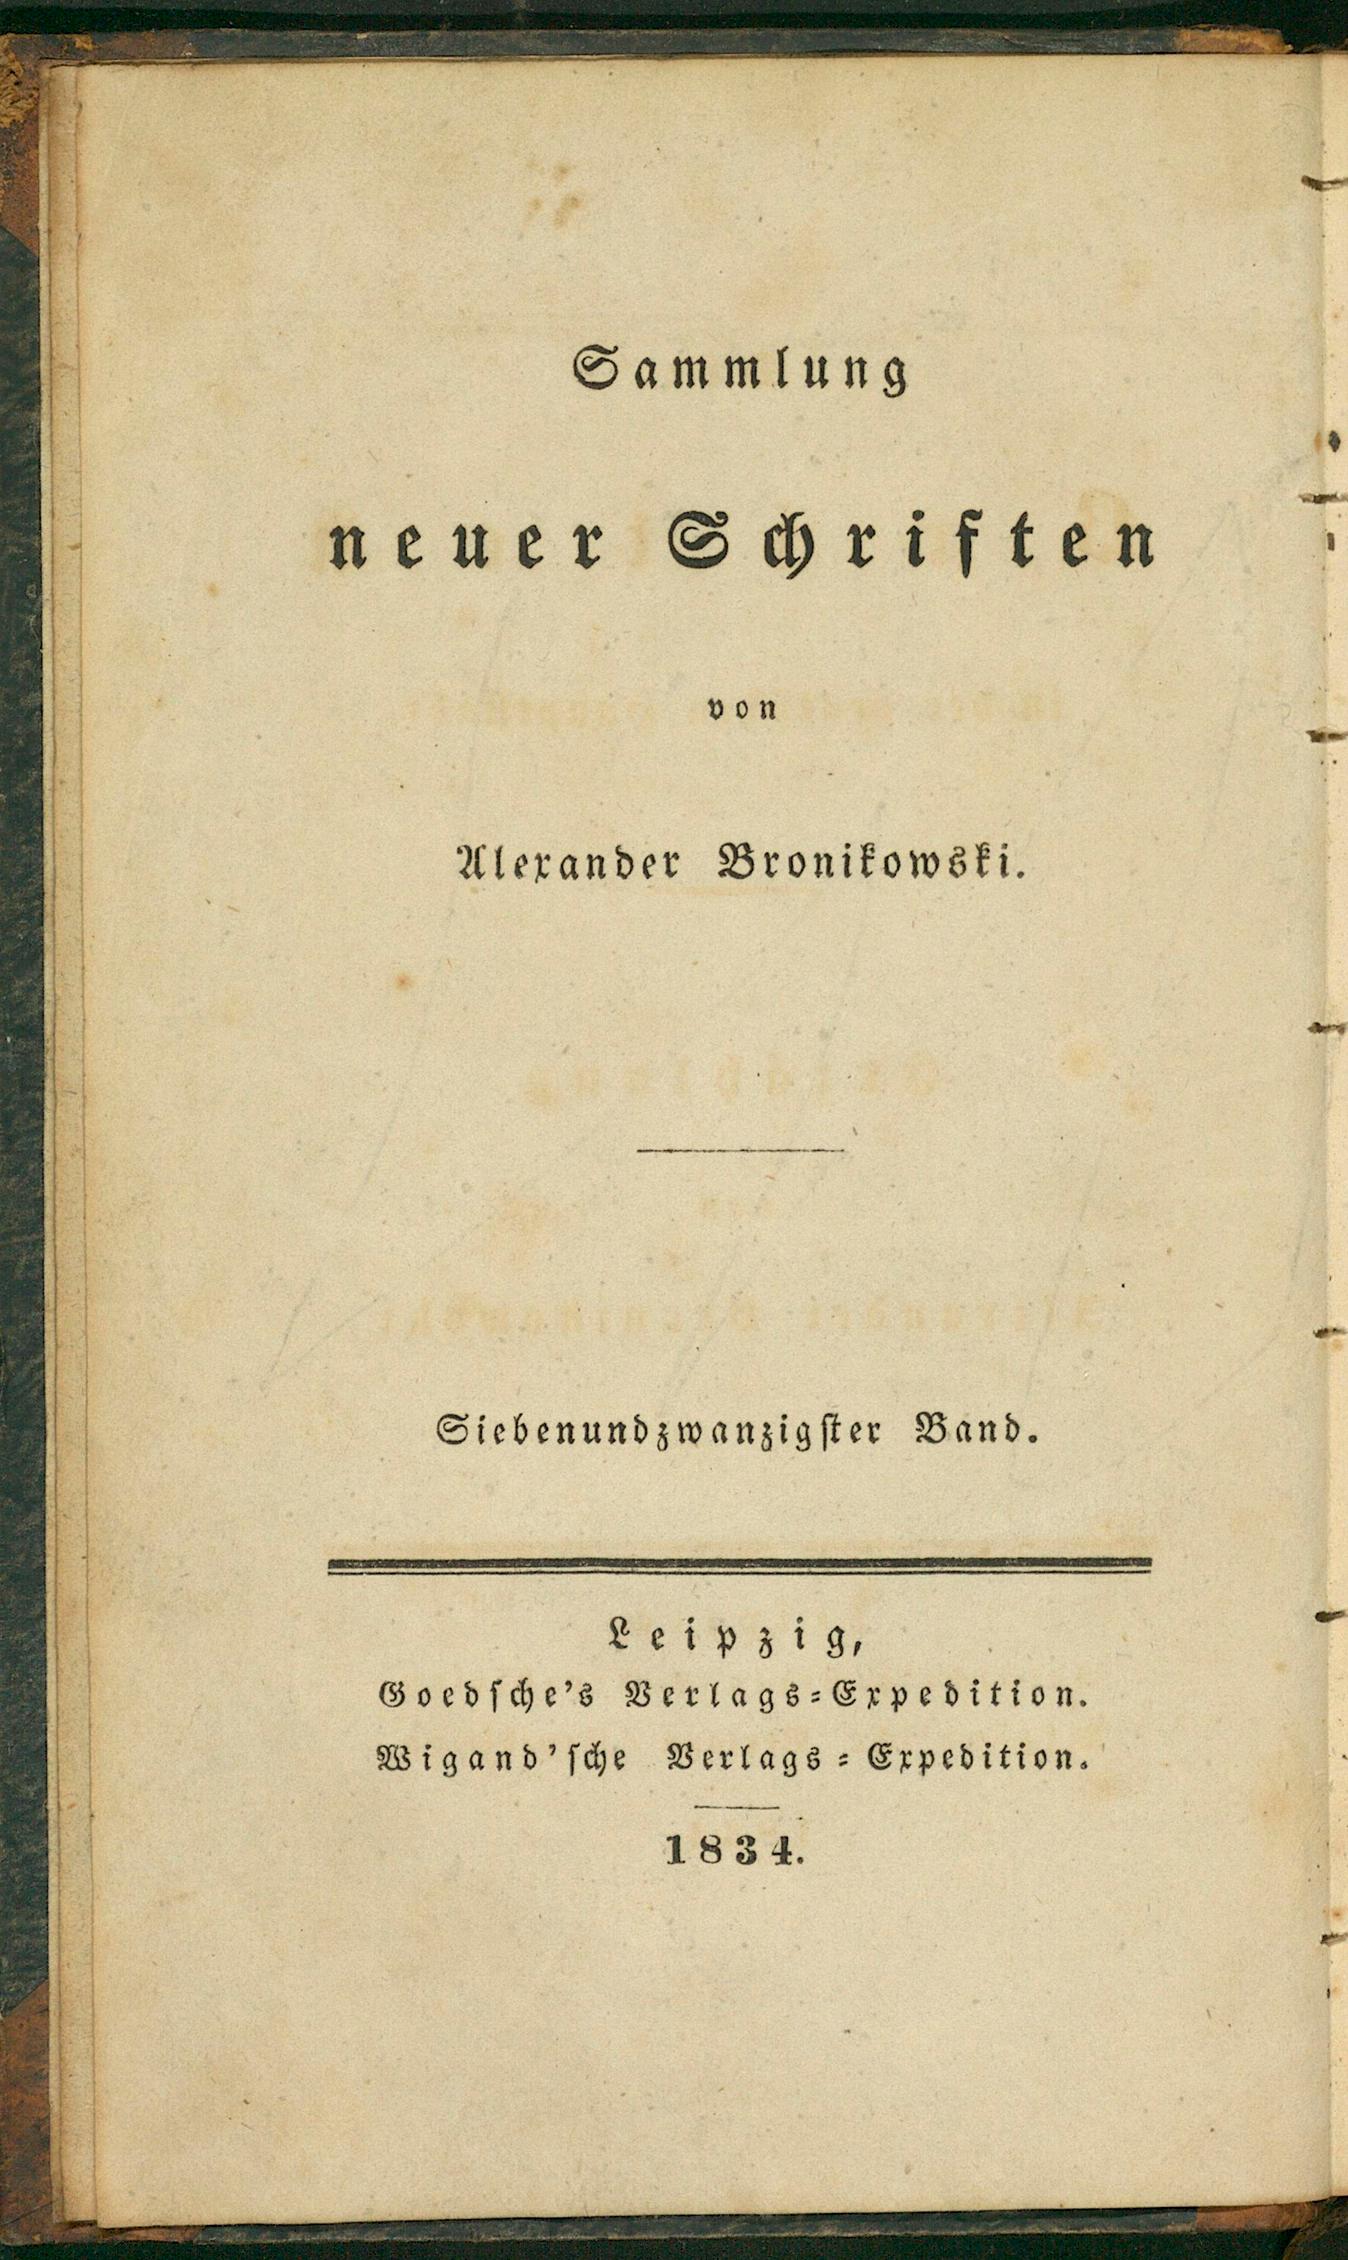 Sammlung
neuer Schriften
von
Alexander Bronikowski.
Siebenundzwanzigſter Band.
Leipzig,
Goedſche's Verlags-Expedition.
Wigand'ſche Verlags-Expedition.
1834.